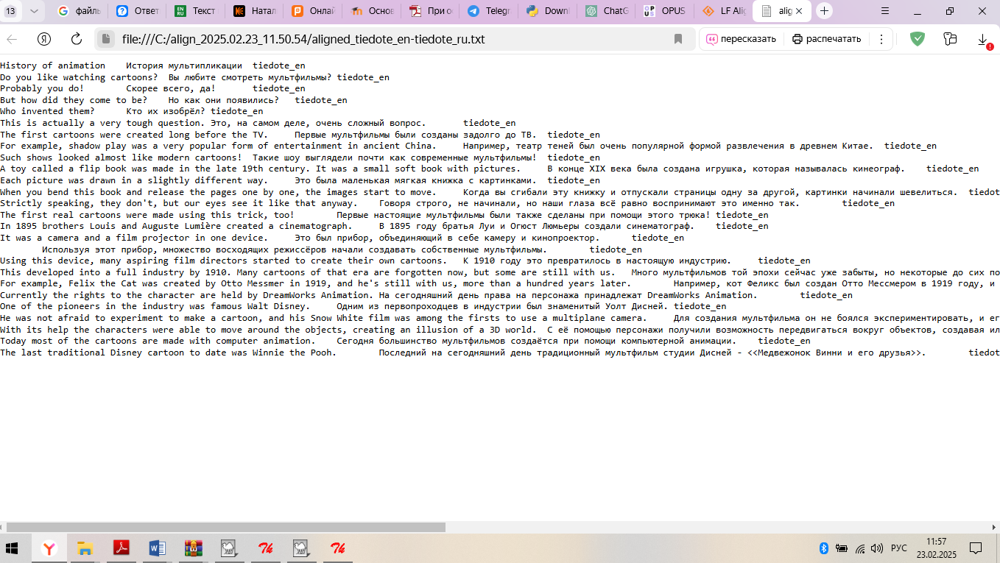 13 файль Ответ Текст Натал Онлай Осно При о Telegr Downl ChatG OPUS LF Alig alig
file:///C:/align_2025.02.23_11.50.54/aligned_tiedote_en-tiedote_ru.txt пересказать распечатать
History of animation История мультипликации tiedote_en
Do you like watching cartoons? Вы любите смотреть мультфильмы? tiedote_en
Probably you do! Скорее всего, да! tiedote_en
But how did they come to be? Но как они появились? tiedote_en
Who invented them? Кто их изобрёл? tiedote_en
This is actually a very tough question. Это, на самом деле, очень сложный вопрос. tiedote_en
The first cartoons were created long before the TV. Первые мультфильмы были созданы задолго до ТВ. tiedote_en
For example, shadow play was a very popular form of entertainment in ancient China. Например, театр теней был очень популярной формой развлечения в древнем Китае. tiedote_en
Such shows looked almost like modern cartoons! Такие шоу выглядели почти как современные мультфильмы! tiedote_en
A toy called a flip book was made in the late 19th century. It was a small soft book with pictures. В конце XIX века была создана игрушка, которая называлась кинеограф. tiedote_en
Each picture was drawn in a slightly different way. Это была маленькая мягкая книжка с картинками. tiedote_en
When you bend this book and release the pages one by one, the images start to move. Когда вы сгибали эту книжку и отпускали страницы одну за другой, картинки начинали шевелиться. tiedot
Strictly speaking, they don't, but our eyes see it like that anyway. Говоря строго, не начинали, но наши глаза всё равно воспринимают это именно так. tiedote_en
The first real cartoons were made using this trick, too! Первые настоящие мультфильмы были также сделаны при помощи этого трюка! tiedote_en
In 1895 brothers Louis and Auguste Lumière created a cinematograph. В 1895 году братья Луи и Огюст Люмьеры создали синематограф. tiedote_en
It was a camera and a film projector in one device. Это был прибор, объединяющий в себе камеру и кинопроектор. tiedote_en
Используя этот прибор, множество восходящих режиссёров начали создавать собственные мультфильмы. tiedote_en
Using this device, many aspiring film directors started to create their own cartoons. К 1910 году это превратилось в настоящую индустрию. tiedote_en
This developed into a full industry by 1910. Many cartoons of that era are forgotten now, but some are still with us. Много мультфильмов той эпохи сейчас уже забыты, но некоторые до сих по
For example, Felix the Cat was created by Otto Messmer in 1919, and he's still with us, more than a hundred years later. Например, кот Феликс был создан Отто Мессмером в 1919 году, и
Currently the rights to the character are held by DreamWorks Animation. На сегодняшний день права на персонажа принадлежат DreamWorks Animation. tiedote_en
One of the pioneers in the industry was famous Walt Disney. Одним из первопроходцев в индустрии был знаменитый Уолт Дисней. tiedote_en
He was not afraid to experiment to make a cartoon, and his Snow White film was among the firsts to use a multiplane camera. Для создания мультфильма он не боялся экспериментировать, и ег
With its help the characters were able to move around the objects, creating an illusion of a 3D world. С её помощью персонажи получили возможность передвигаться вокруг объектов, создавая ил
Today most of the cartoons are made with computer animation. Сегодня большинство мультфильмов создаётся при помощи компьютерной анимации. tiedote_en
The last traditional Disney cartoon to date was Winnie the Pooh. Последний на сегодняшний день традиционный мультфильм студии Дисней - <<Медвежонок Винни и его друзья>>. tiedot
РУС 11:57
23.02.2025